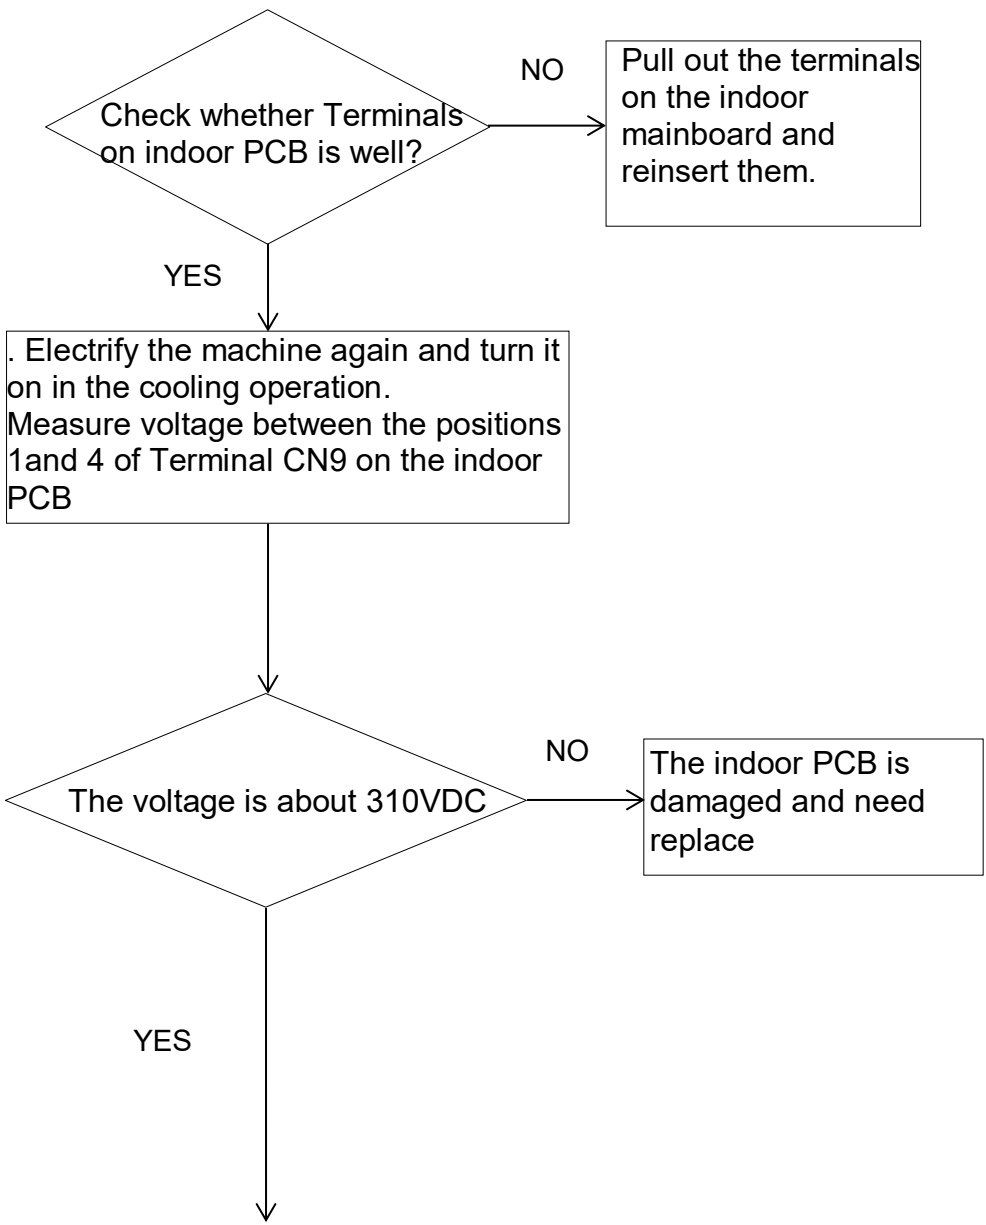 Check whether Terminals
on indoor PCB is well?
NO
Pull out the terminals
on the indoor
mainboard and
reinsert them.
YES
. Electrify the machine again and turn it
on in the cooling operation.
Measure voltage between the positions
1and 4 of Terminal CN9 on the indoor
PCB
The voltage is about 310VDC
NO
The indoor PCB is
damaged and need
replace
YES